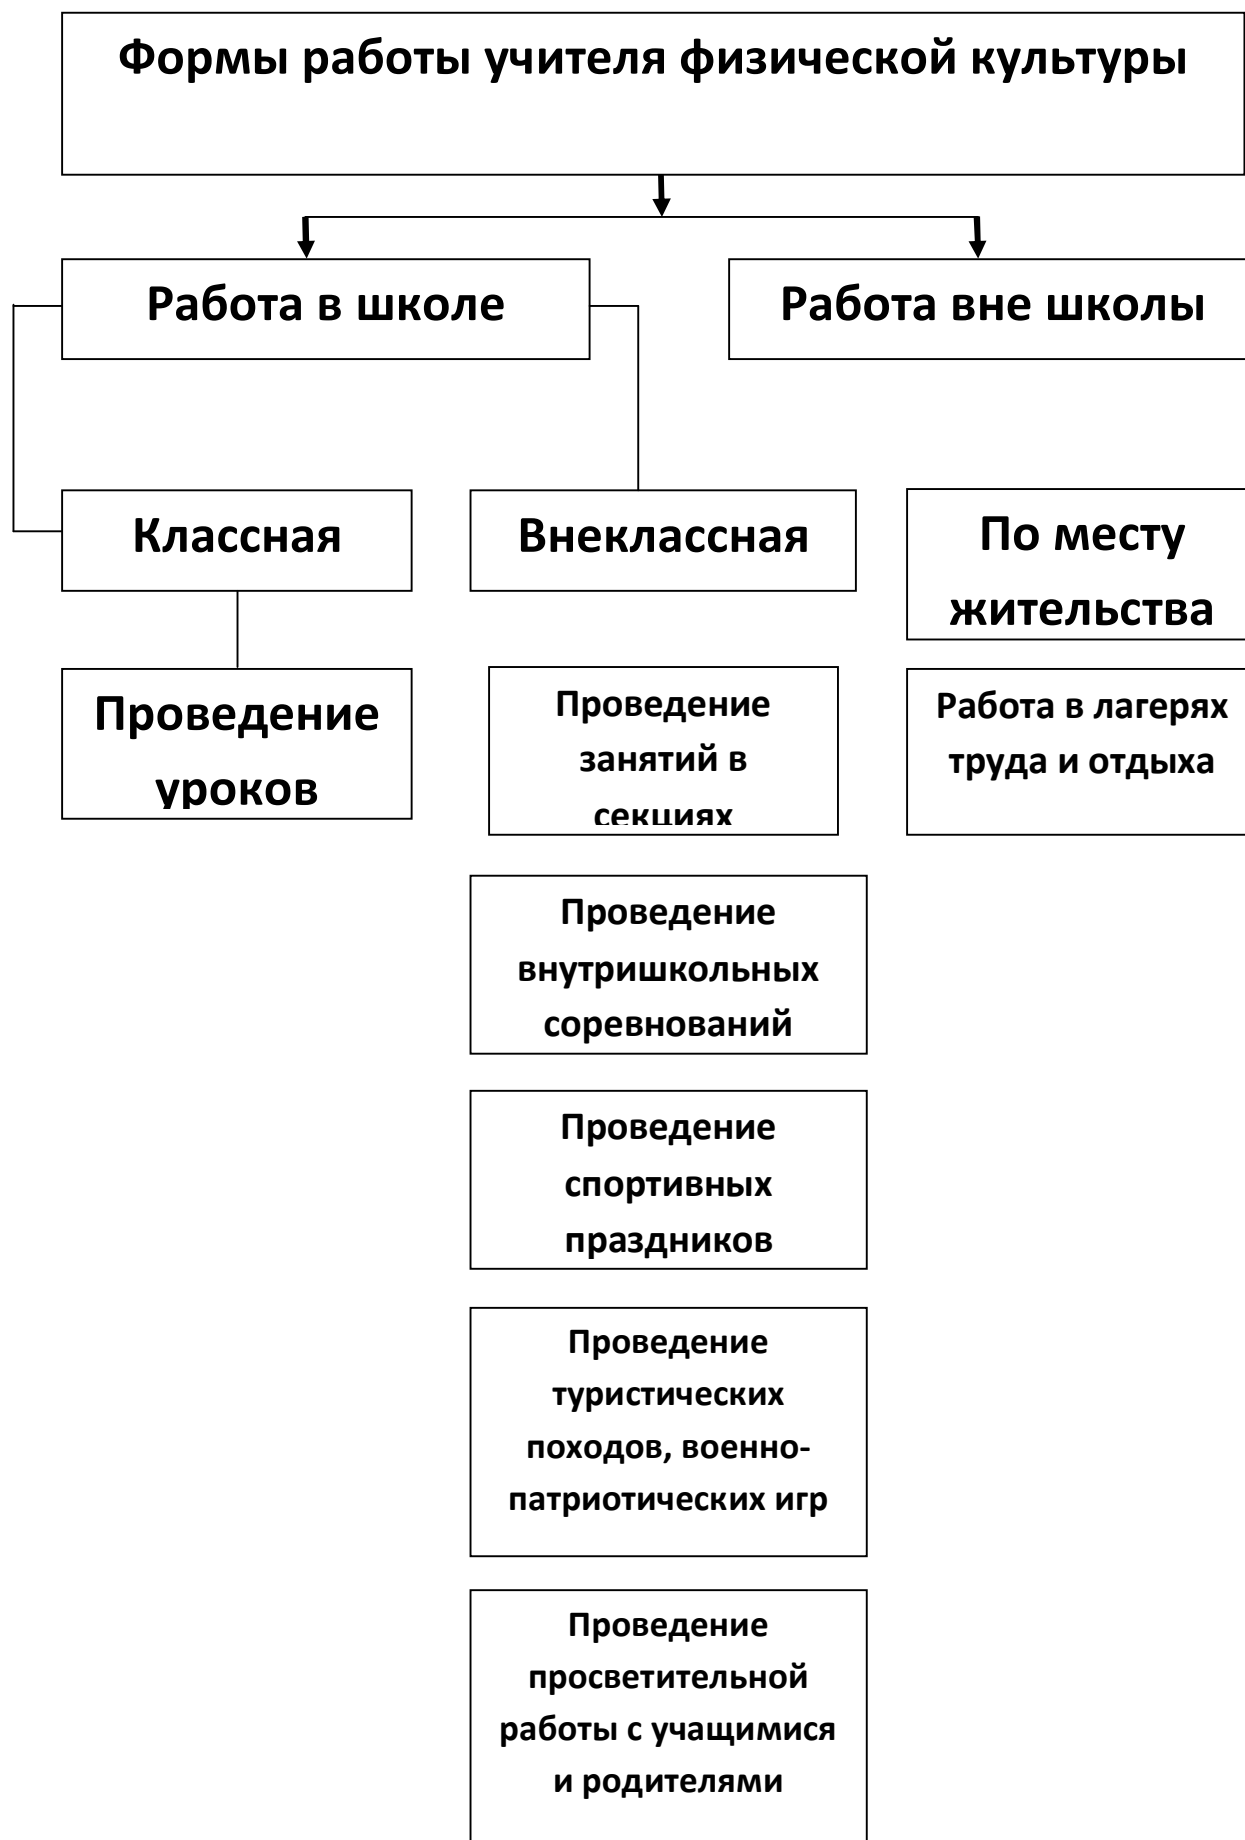 Формы работы учителя физической культуры
Работа в школе
Работа вне школы
Классная
Внеклассная
По месту
жительства
Проведение
уроков
Проведение
занятий в
секциях
Работа в лагерях
труда и отдыха
Проведение
внутришкольных
соревнований
Проведение
спортивных
праздников
Проведение
туристических
походов, военно-
патриотических игр
Проведение
просветительной
работы с учащимися
и родителями